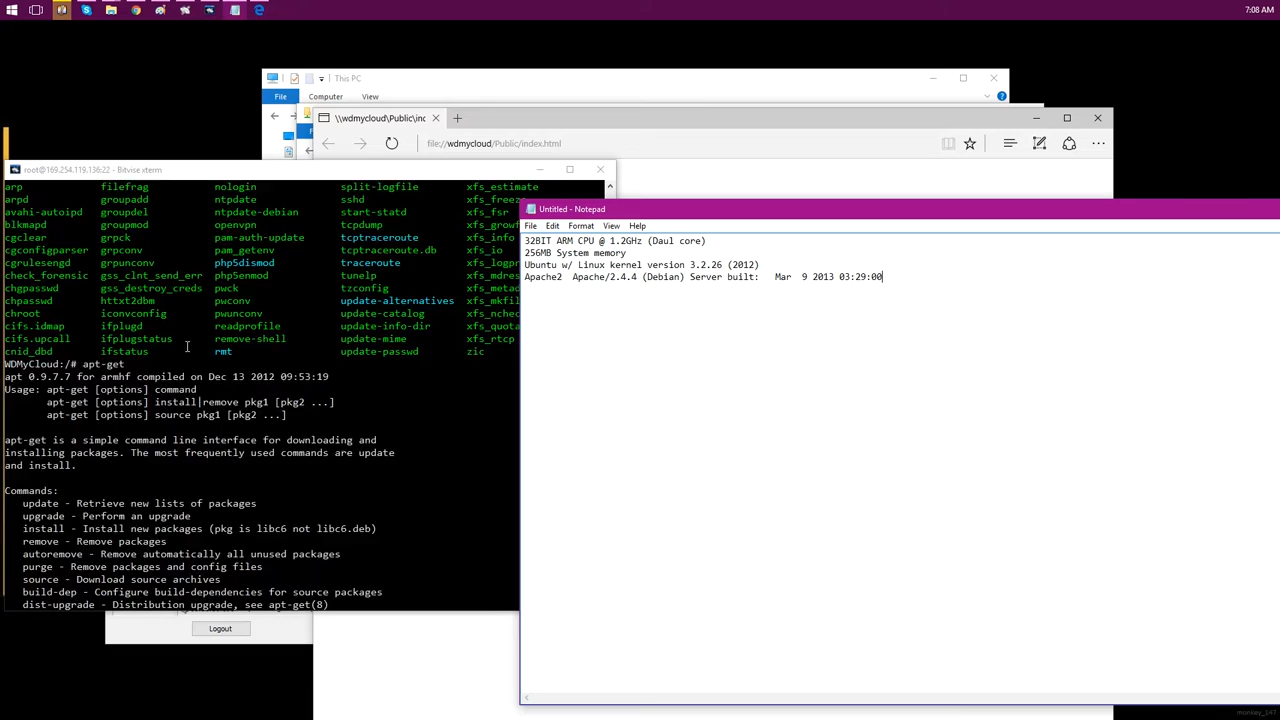 7:08 AM
This PC
File Computer View
\\wdmycloud\Public\inc
file://wdmycloud/Public/index.html
root@169.254.119.136:22 - Bitvise xterm
arp filefrag nologin split-logfile xfs_estimate
arpd groupadd ntpdate sshd xfs_freez
avahi-autoipd groupdel ntpdate-debian start-statd xfs_fsr
blkmapd groupmod openvpn tcpdump xfs_grow
cgclear grpck pam-auth-update tcptraceroute xfs_info
cgconfigparser grpconv pam_getenv tcptraceroute.db xfs_logpr
cgrulesengd grpunconv php5dismod traceroute xfs_mdres
check_forensic gss_clnt_send_err php5enmod tunelp xfs_meta
chgpasswd gss_destroy_creds pwck tzconfig xfs_mkfil
chpasswd httxt2dbm pwconv update-alternatives xfs_nchec
chroot iconvconfig pwunconv update-catalog xfs_quota
cifs.idmap ifplugd readprofile update-info-dir xfs_rtcp
cifs.upcall ifplugstatus remove-shell update-mime zic
cnid_dbd ifstatus rmt update-passwd
WDMyCloud:/# apt-get
apt 0.9.7.7 for armhf compiled on Dec 13 2012 09:53:19
Usage: apt-get [options] command
apt-get [options] install|remove pkg1 [pkg2 ...]
apt-get [options] source pkg1 [pkg2 ...]
apt-get is a simple command line interface for downloading and
installing packages. The most frequently used commands are update
and install.
Commands:
update - Retrieve new lists of packages
upgrade - Perform an upgrade
install - Install new packages (pkg is libc6 not libc6.deb)
remove - Remove packages
autoremove - Remove automatically all unused packages
purge - Remove packages and config files
source - Download source archives
build-dep - Configure build-dependencies for source packages
dist-upgrade - Distribution upgrade, see apt-get(8)
Logout
Untitled - Notepad
File Edit Format View Help
32BIT ARM CPU @ 1.2GHz (Daul core)
256MB System memory
Ubuntu w/ Linux kernel version 3.2.26 (2012)
Apache2 Apache/2.4.4 (Debian) Server built: Mar 9 2013 03:29:00
monkey_147